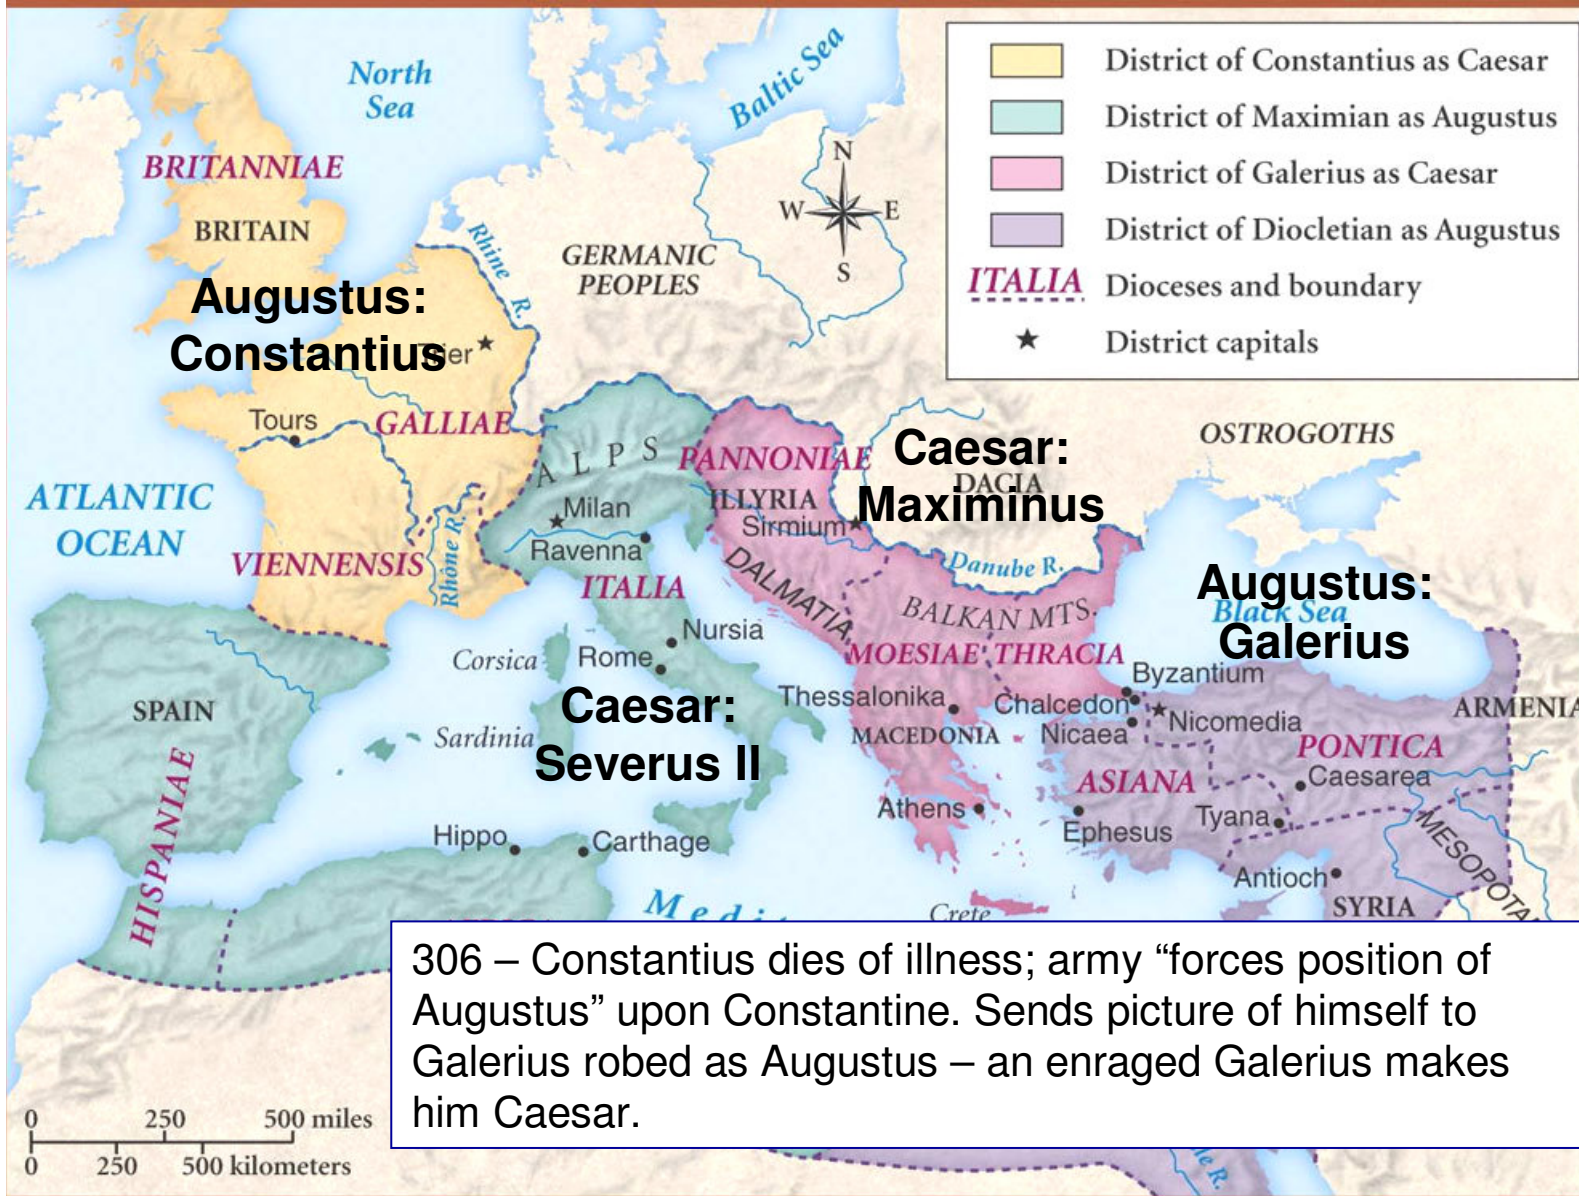 North
Sea
Baltic Sea
District of Constantius as Caesar
District of Maximian as Augustus
District of Galerius as Caesar
District of Diocletian as Augustus
ITALIA Dioceses and boundary
District capitals
N
W E
S
BRITANNIAE
BRITAIN
Rhine R.
GERMANIC
PEOPLES
Augustus:
Constantius
Tours
GALLIAE
ALPS
PANNONIAE
Caesar:
Maximinus
DACIA
OSTROGOTHS
ATLANTIC
OCEAN
Milan
ILLYRIA
Sirmium
Ravenna
VIENNENSIS
Rhône R.
ITALIA
DALMATIA
Danube R.
BALKAN MTS.
Augustus:
Galerius
Black Sea
Nursia
Corsica
Rome
MOESIAE
THRACIA
Byzantium
SPAIN
Caesar:
Severus II
Sardinia
Thessalonika
Chalcedon
Nicomedia
ARMENIA
MACEDONIA
Nicaea
PONTICA
HISPANIAE
ASIANA
Caesarea
Athens
Tyana
Ephesus
Hippo
Carthage
MESOPOTA
Antioch
SYRIA
Medit
Crete
306 – Constantius dies of illness; army “forces position of
Augustus” upon Constantine. Sends picture of himself to
Galerius robed as Augustus – an enraged Galerius makes
him Caesar.
0 250 500 miles
0 250 500 kilometers
R.